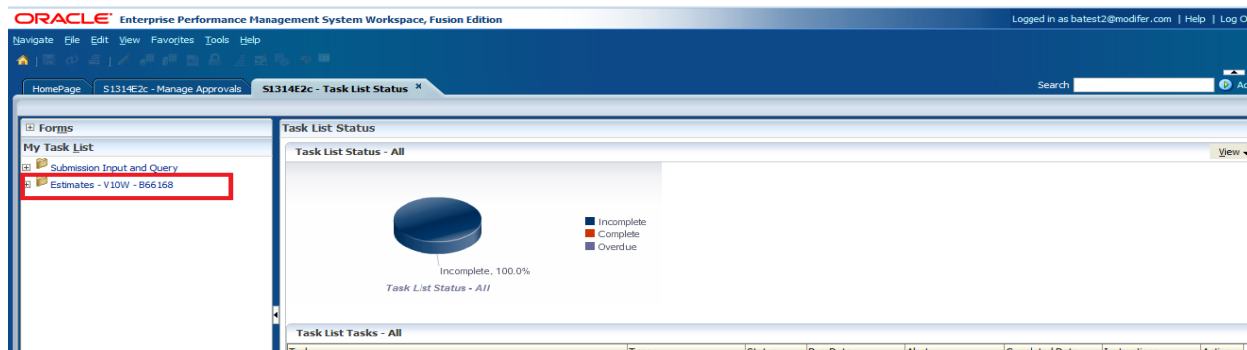 ORACLE Enterprise Performance Management System Workspace, Fusion Edition
Logged in as batest2@modifer.com | Help | Log O
Navigate File Edit View Favorites Tools Help
HomePage S1314E2c - Manage Approvals S1314E2c - Task List Status
Search
Forms
My Task List
Submission Input and Query
Estimates - V10W - B66168
Task List Status
Task List Status - All
View
Incomplete
Complete
Overdue
Incomplete, 100.0%
Task List Status - All
Task List Tasks - All